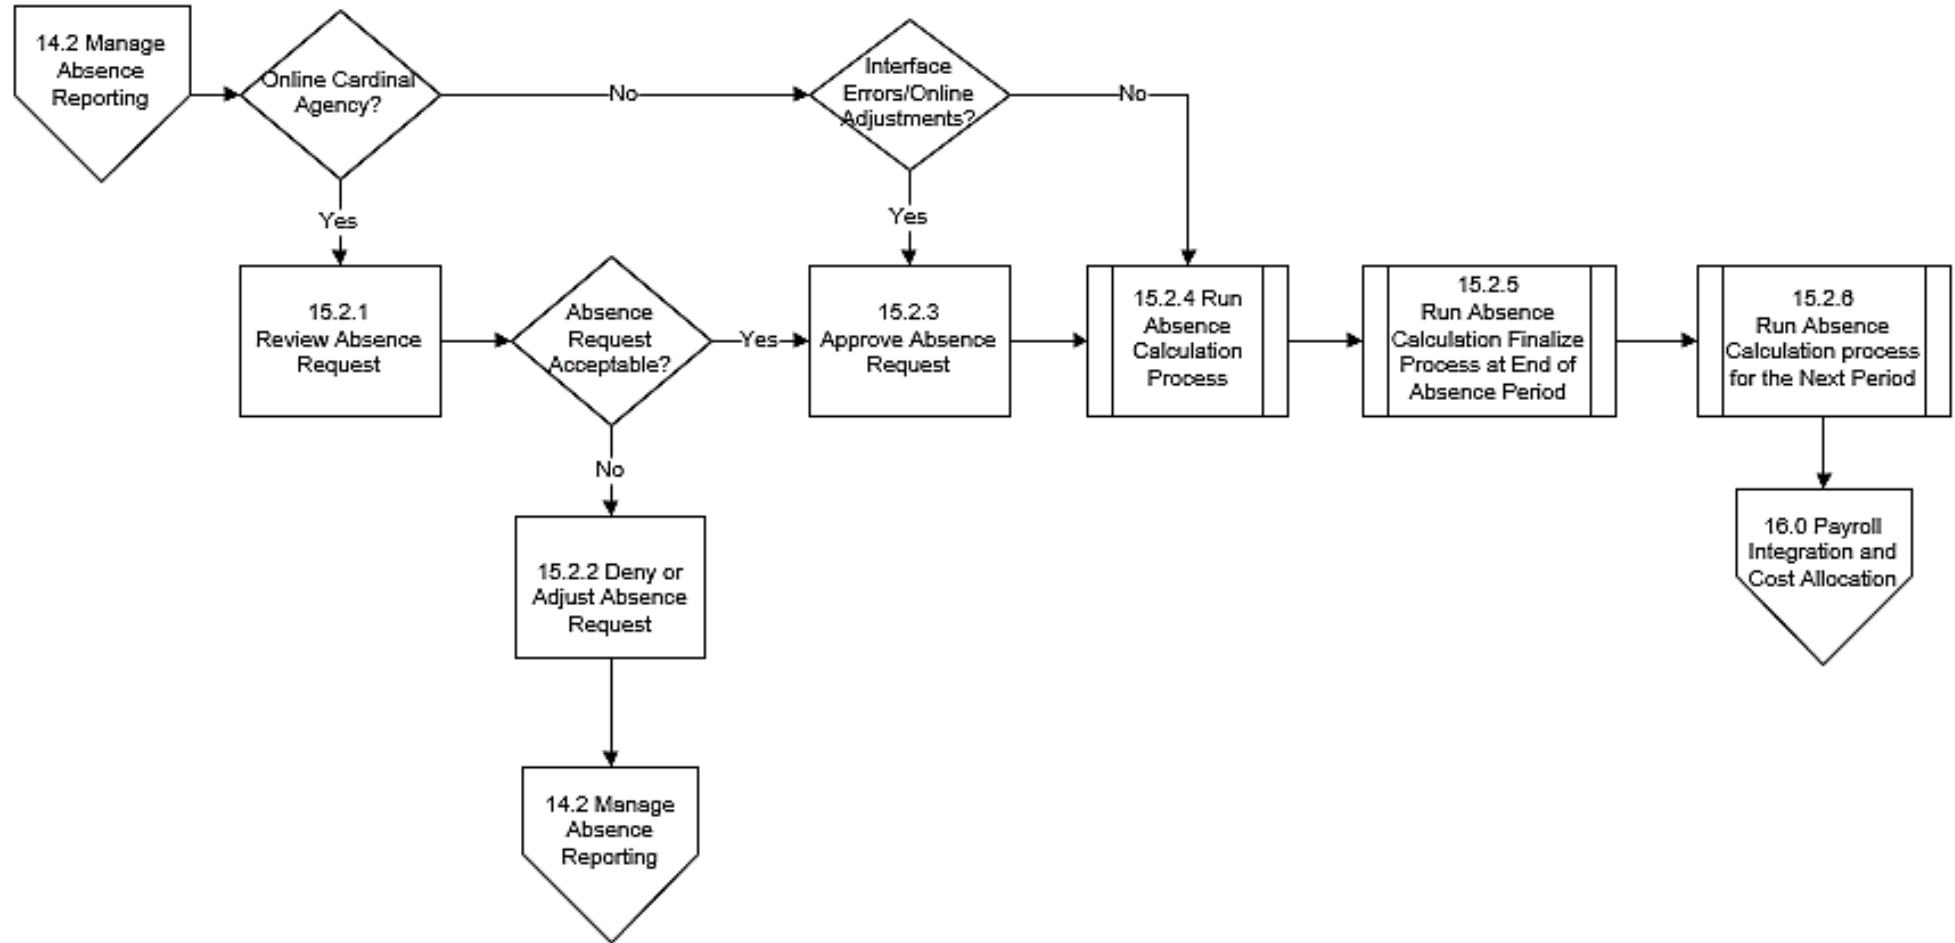 14.2 Manage
Absence
Reporting
Online Cardinal
Agency?
No
Interface
Errors/Online
Adjustments?
No
Yes
Yes
15.2.1
Review Absence
Request
Absence
Request
Acceptable?
Yes
15.2.3
Approve Absence
Request
15.2.4 Run
Absence
Calculation
Process
15.2.5
Run Absence
Calculation Finalize
Process at End of
Absence Period
15.2.6
Run Absence
Calculation process
for the Next Period
No
15.2.2 Deny or
Adjust Absence
Request
16.0 Payroll
Integration and
Cost Allocation
14.2 Manage
Absence
Reporting